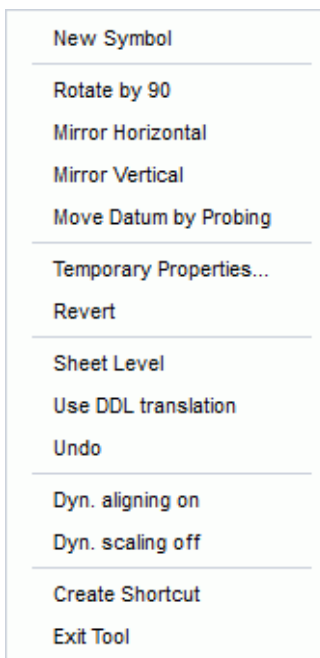 New Symbol
Rotate by 90
Mirror Horizontal
Mirror Vertical
Move Datum by Probing
Temporary Properties...
Revert
Sheet Level
Use DDL translation
Undo
Dyn. aligning on
Dyn. scaling off
Create Shortcut
Exit Tool